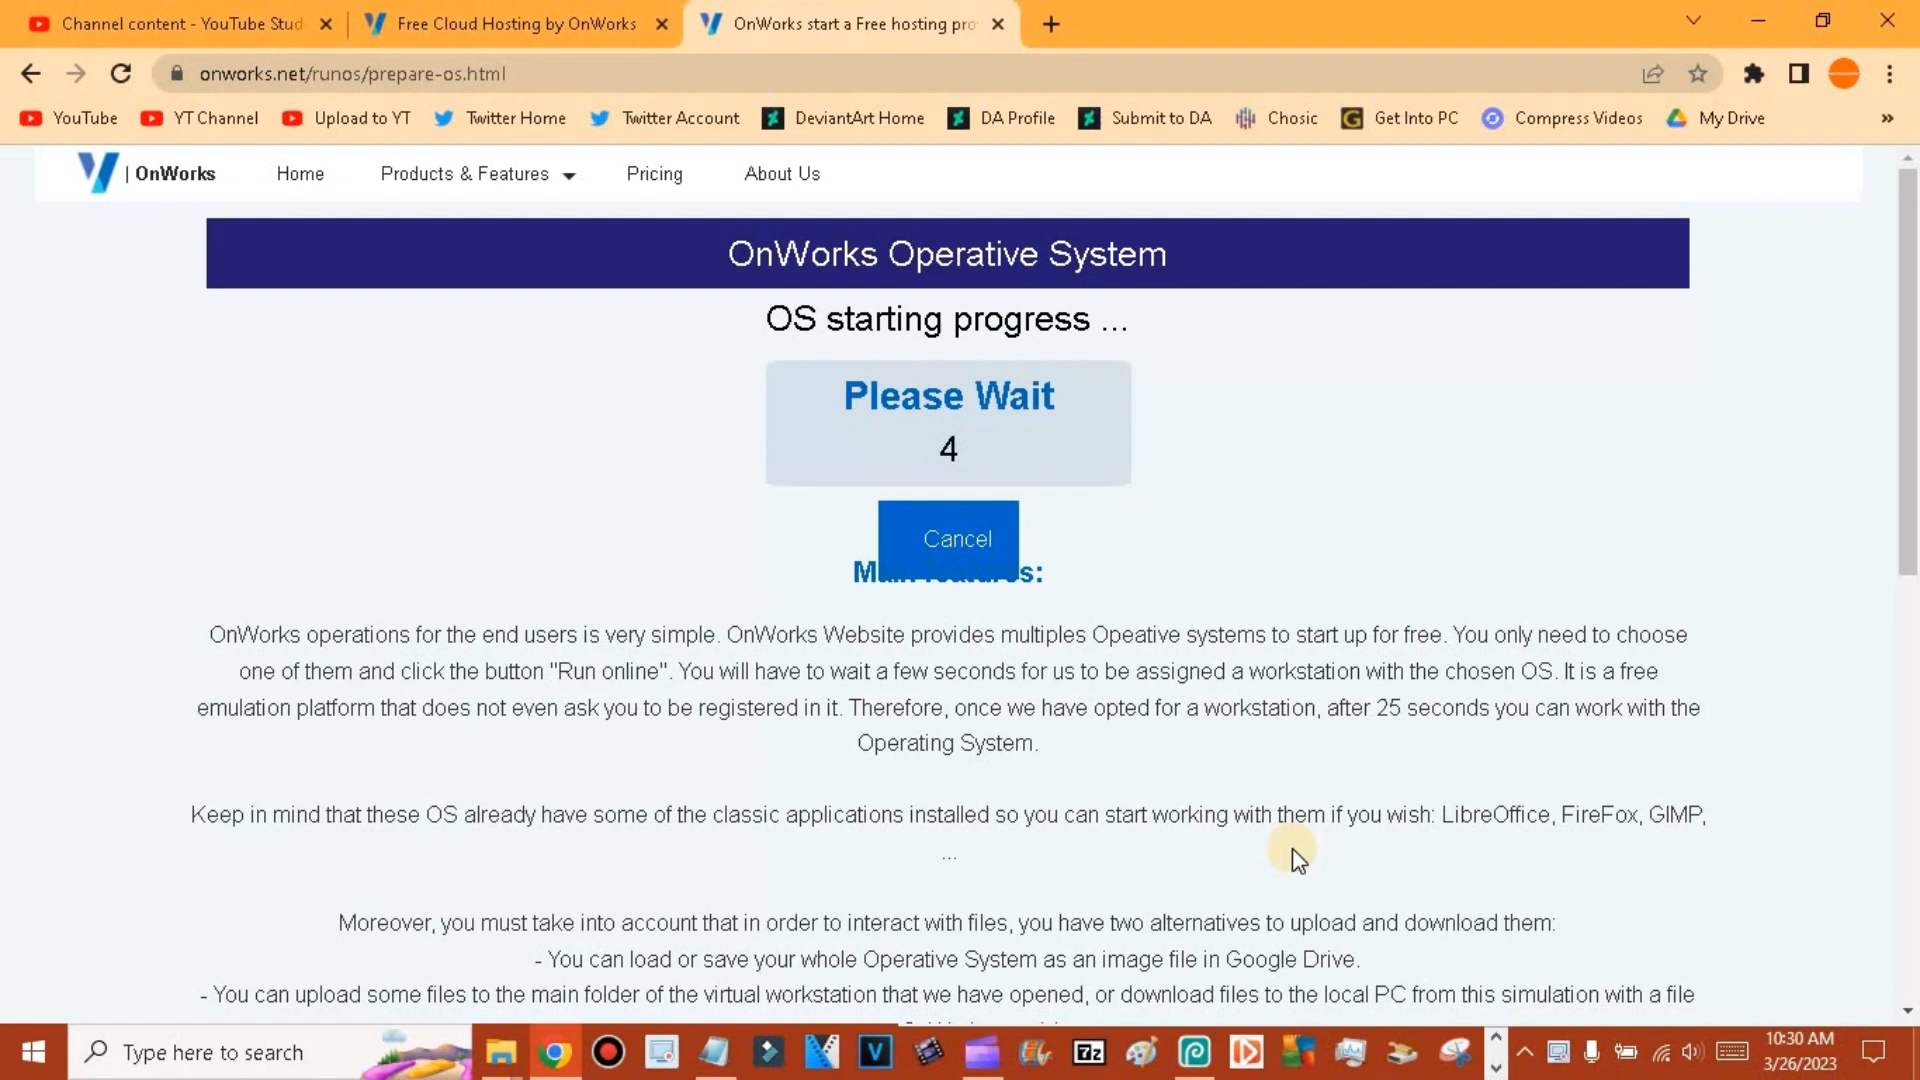 Channel content - YouTube Stud
Free Cloud Hosting by OnWorks
OnWorks start a Free hosting pro
onworks.net/runos/prepare-os.html
YouTube YT Channel Upload to YT Twitter Home Twitter Account DeviantArt Home DA Profile Submit to DA Chosic Get Into PC Compress Videos My Drive »
| OnWorks Home Products & Features Pricing About Us
OnWorks Operative System
OS starting progress ...
Please Wait
4
Cancel
Main features:
OnWorks operations for the end users is very simple. OnWorks Website provides multiples Opeative systems to start up for free. You only need to choose
one of them and click the button "Run online". You will have to wait a few seconds for us to be assigned a workstation with the chosen OS. It is a free
emulation platform that does not even ask you to be registered in it. Therefore, once we have opted for a workstation, after 25 seconds you can work with the
Operating System.
Keep in mind that these OS already have some of the classic applications installed so you can start working with them if you wish: LibreOffice, FireFox, GIMP,
...
Moreover, you must take into account that in order to interact with files, you have two alternatives to upload and download them:
- You can load or save your whole Operative System as an image file in Google Drive.
- You can upload some files to the main folder of the virtual workstation that we have opened, or download files to the local PC from this simulation with a file
Type here to search
7z
10:30 AM
3/26/2023